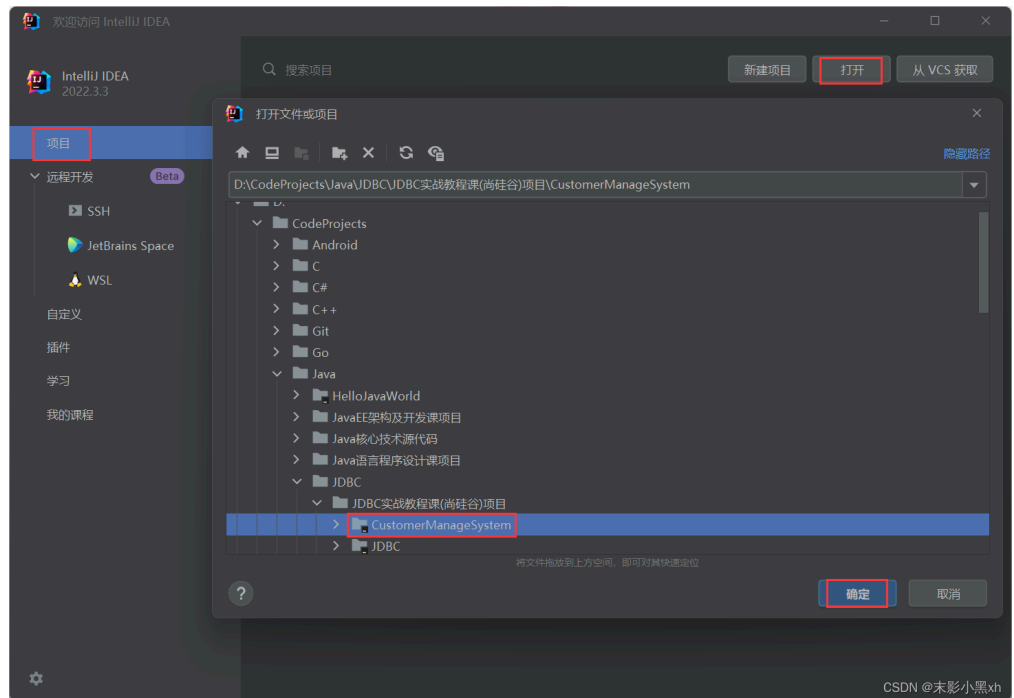 欢迎访问 IntelliJ IDEA
IntelliJ IDEA
2022.3.3
搜索项目
新建项目
打开
从 VCS 获取
项目
远程开发
Beta
SSH
JetBrains Space
WSL
自定义
插件
学习
我的课程
打开文件或项目
隐藏路径
D:\CodeProjects\Java\JDBC\JDBC实战教程课(尚硅谷)项目\CustomerManageSystem
D:
CodeProjects
Android
C
C#
C++
Git
Go
Java
HelloJavaWorld
JavaEE架构及开发课项目
Java核心技术源代码
Java语言程序设计课项目
JDBC
JDBC实战教程课(尚硅谷)项目
CustomerManageSystem
JDBC
将文件拖放到上方空间，即可对其快速定位
?
确定
取消
CSDN @末影小黑xh